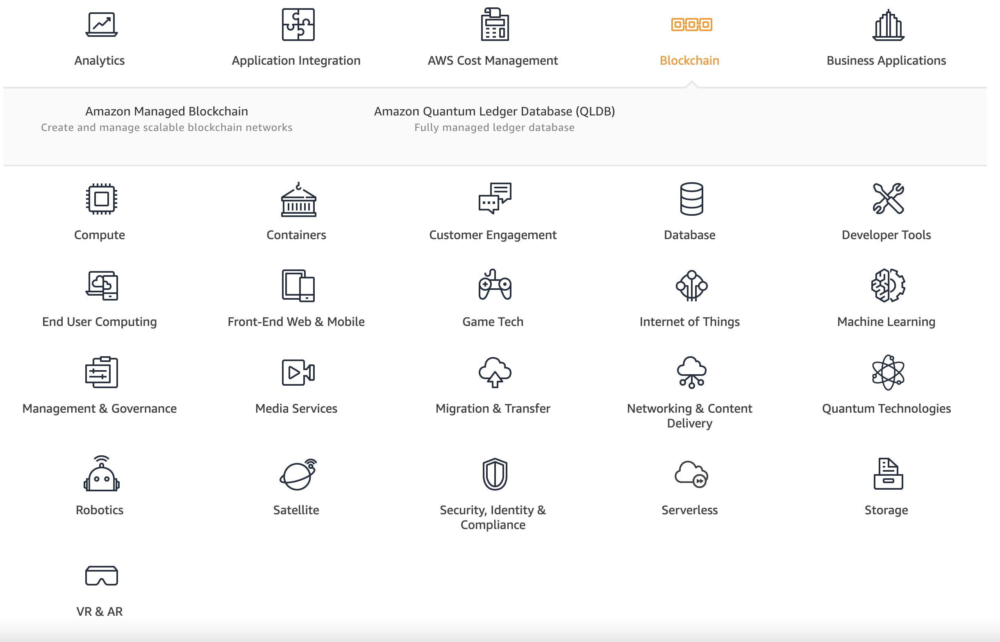 Analytics
Application Integration
AWS Cost Management
Blockchain
Business Applications
Amazon Managed Blockchain
Create and manage scalable blockchain networks
Amazon Quantum Ledger Database (QLDB)
Fully managed ledger database
Compute
Containers
Customer Engagement
Database
Developer Tools
End User Computing
Front-End Web & Mobile
Game Tech
Internet of Things
Machine Learning
Management & Governance
Media Services
Migration & Transfer
Networking & Content
Delivery
Quantum Technologies
Robotics
Satellite
Security, Identity &
Compliance
Serverless
Storage
VR & AR